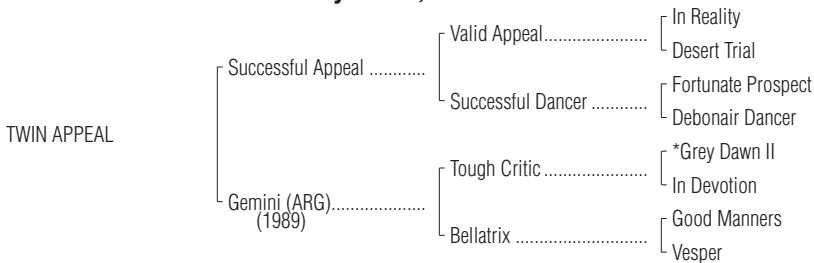 In Reality
Valid Appeal......................
Desert Trial
Successful Appeal ............
Fortunate Prospect
Successful Dancer ............
Debonair Dancer
TWIN APPEAL
*Grey Dawn II
Tough Critic......................
In Devotion
Gemini (ARG)....................
(1989)
Good Manners
Bellatrix ............................
Vesper